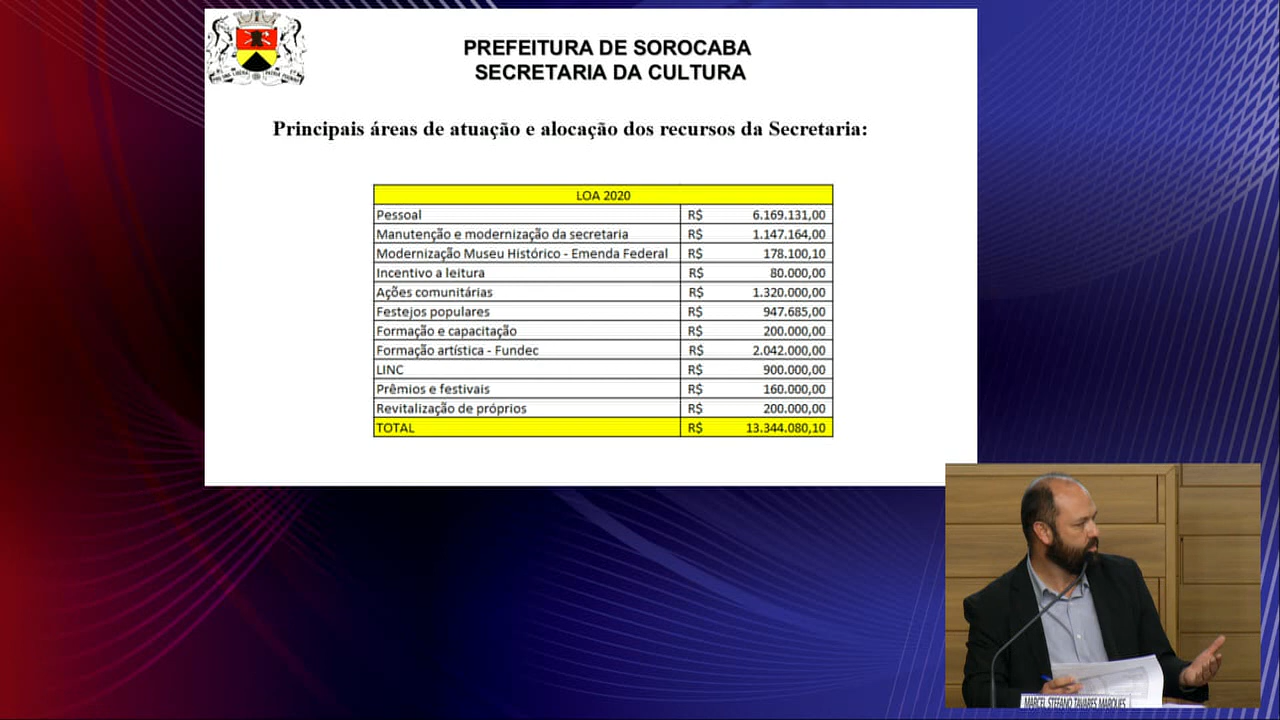 PREFEITURA DE SOROCABA
SECRETARIA DA CULTURA
Principais áreas de atuação e alocação dos recursos da Secretaria:
LOA 2020
Pessoal R$ 6.169.131,00
Manutenção e modernização da secretaria R$ 1.147.164,00
Modernização Museu Histórico - Emenda Federal R$ 178.100,10
Incentivo a leitura R$ 80.000,00
Ações comunitárias R$ 1.320.000,00
Festejos populares R$ 947.685,00
Formação e capacitação R$ 200.000,00
Formação artística - Fundec R$ 2.042.000,00
LINC R$ 900.000,00
Prêmios e festivais R$ 160.000,00
Revitalização de próprios R$ 200.000,00
TOTAL R$ 13.344.080,10
MARCEL STEFANO TAVARES MARQUES